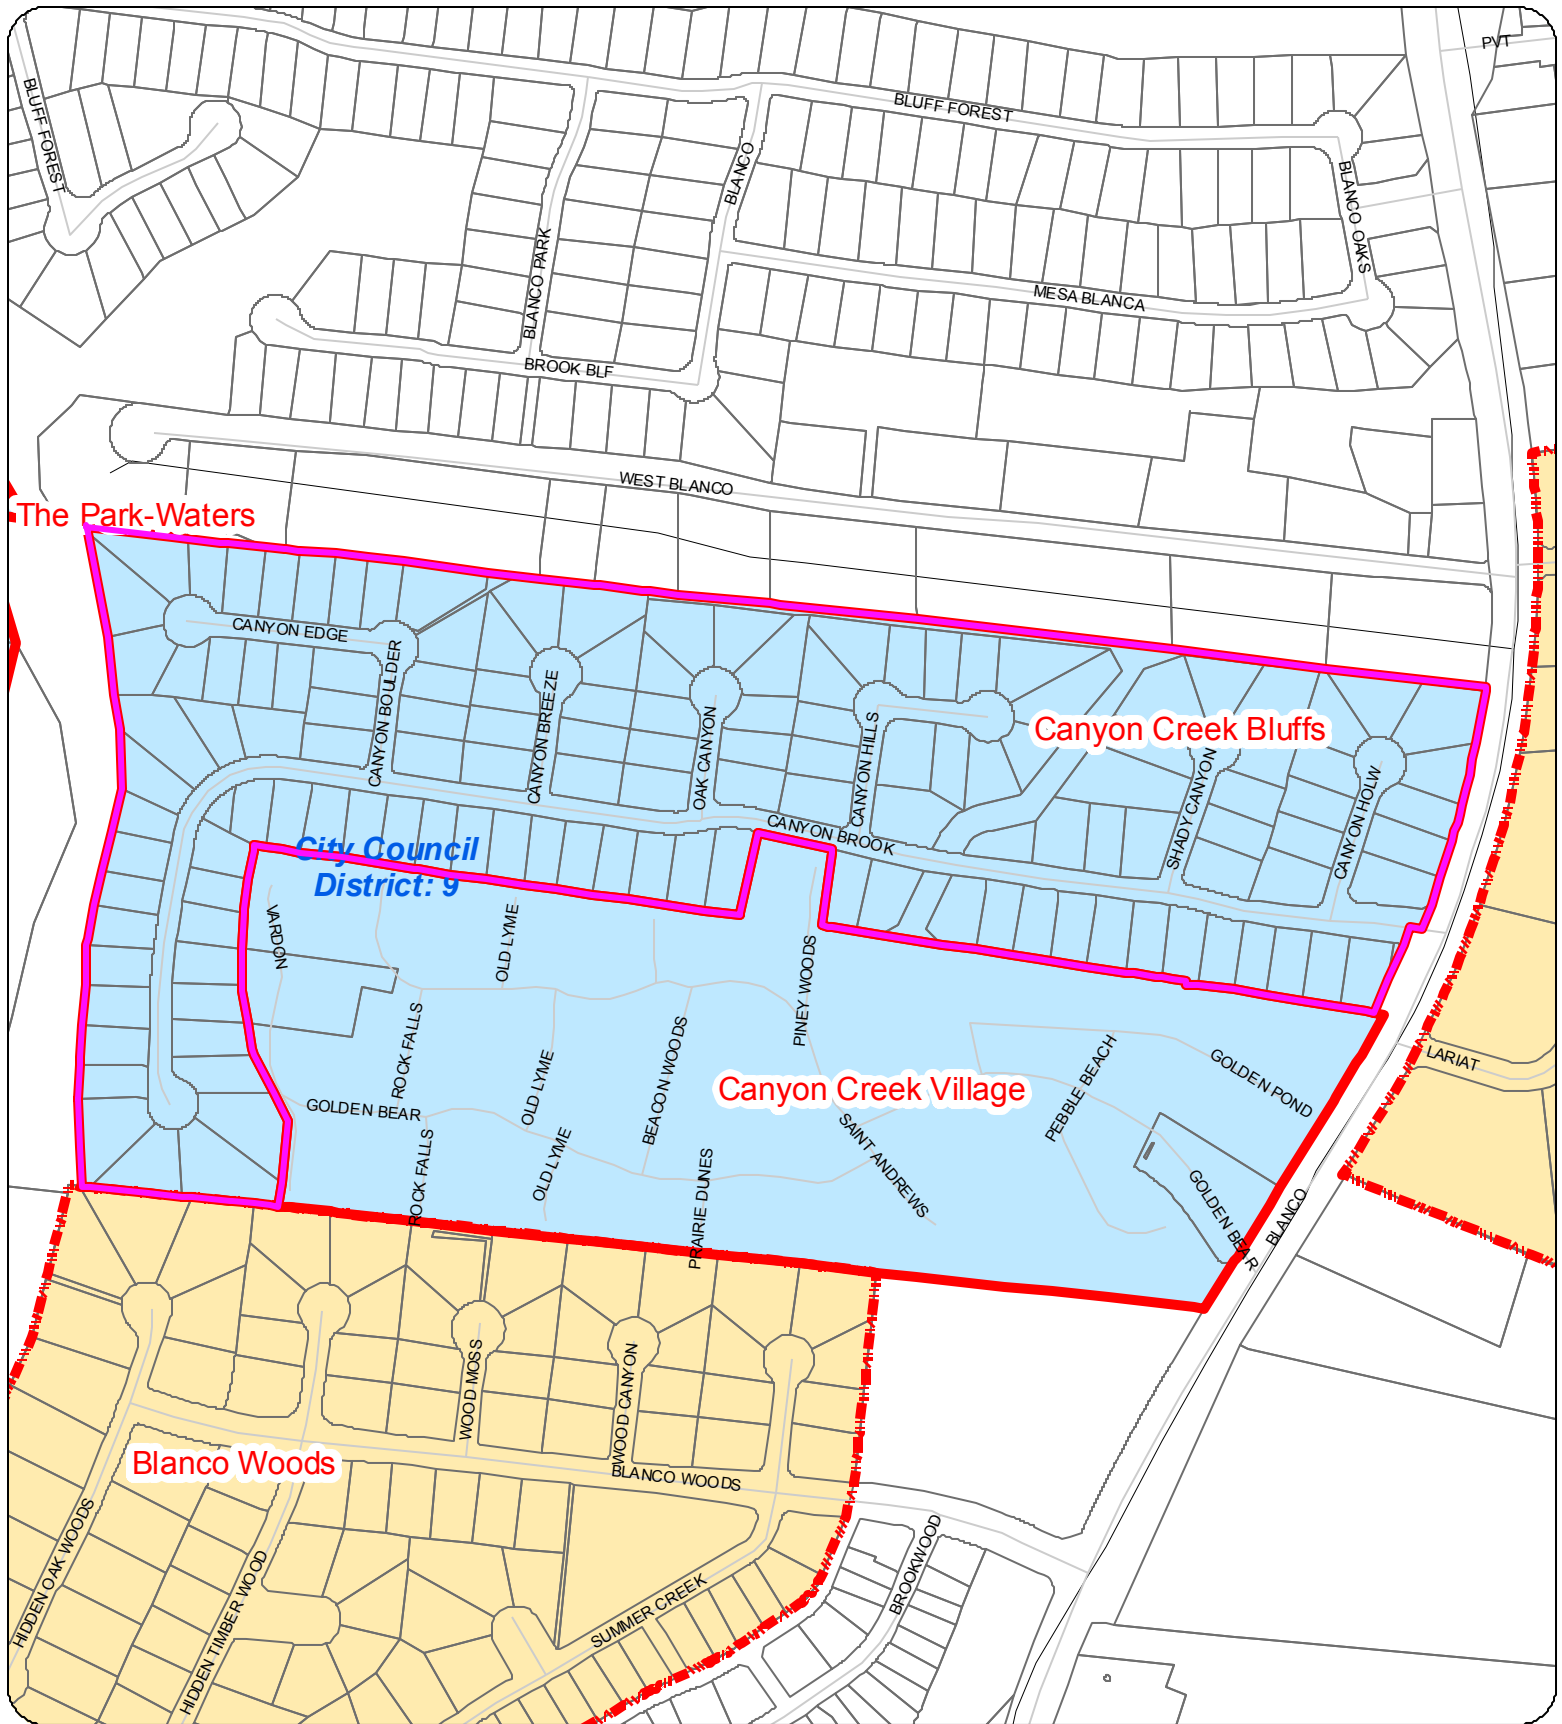 PVT
BLUFF FOREST
BLUFF FOREST
BLANCO
BLANCO OAKS
BLANCO PARK
MESA BLANCA
BROOK BLF
WEST BLANCO
The Park-Waters
CANYON EDGE
CANYON BOULDER
CANYON BREEZE
OAK CANYON
CANYON HILLS
Canyon Creek Bluffs
SHADY CANYON
CANYON HOLW
CANYON BROOK
City Council
District: 9
VARDON
OLD LYME
PINEY WOODS
ROCK FALLS
BEACON WOODS
OLD LYME
PEBBLE BEACH
GOLDEN POND
LARIAT
Canyon Creek Village
GOLDEN BEAR
ROCK FALLS
OLD LYME
PRAIRIE DUNES
SAINT ANDREWS
GOLDEN BEAR
BLANCO
WOOD MOSS
WOOD CANYON
Blanco Woods
BLANCO WOODS
HIDDEN OAK WOODS
HIDDEN TIMBER WOOD
SUMMER CREEK
BROOKWOOD